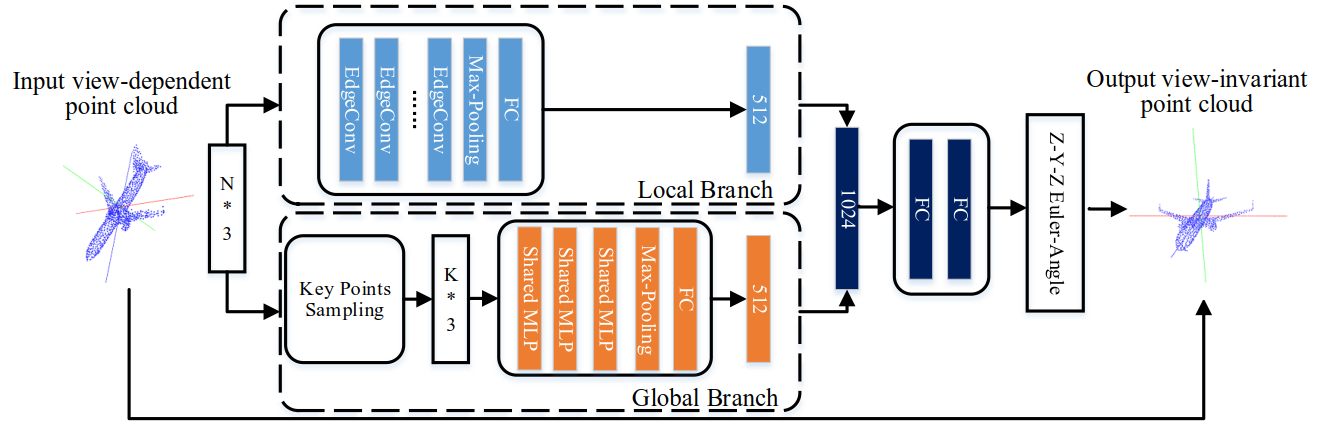 Input view-dependent
point cloud
N
*
3
EdgeConv
EdgeConv
EdgeConv
Max-Pooling
FC
512
Local Branch
Key Points
Sampling
K
*
3
Shared MLP
Shared MLP
Shared MLP
Max-Pooling
FC
512
Global Branch
1024
FC
FC
Z-Y-Z Euler-Angle
Output view-invariant
point cloud